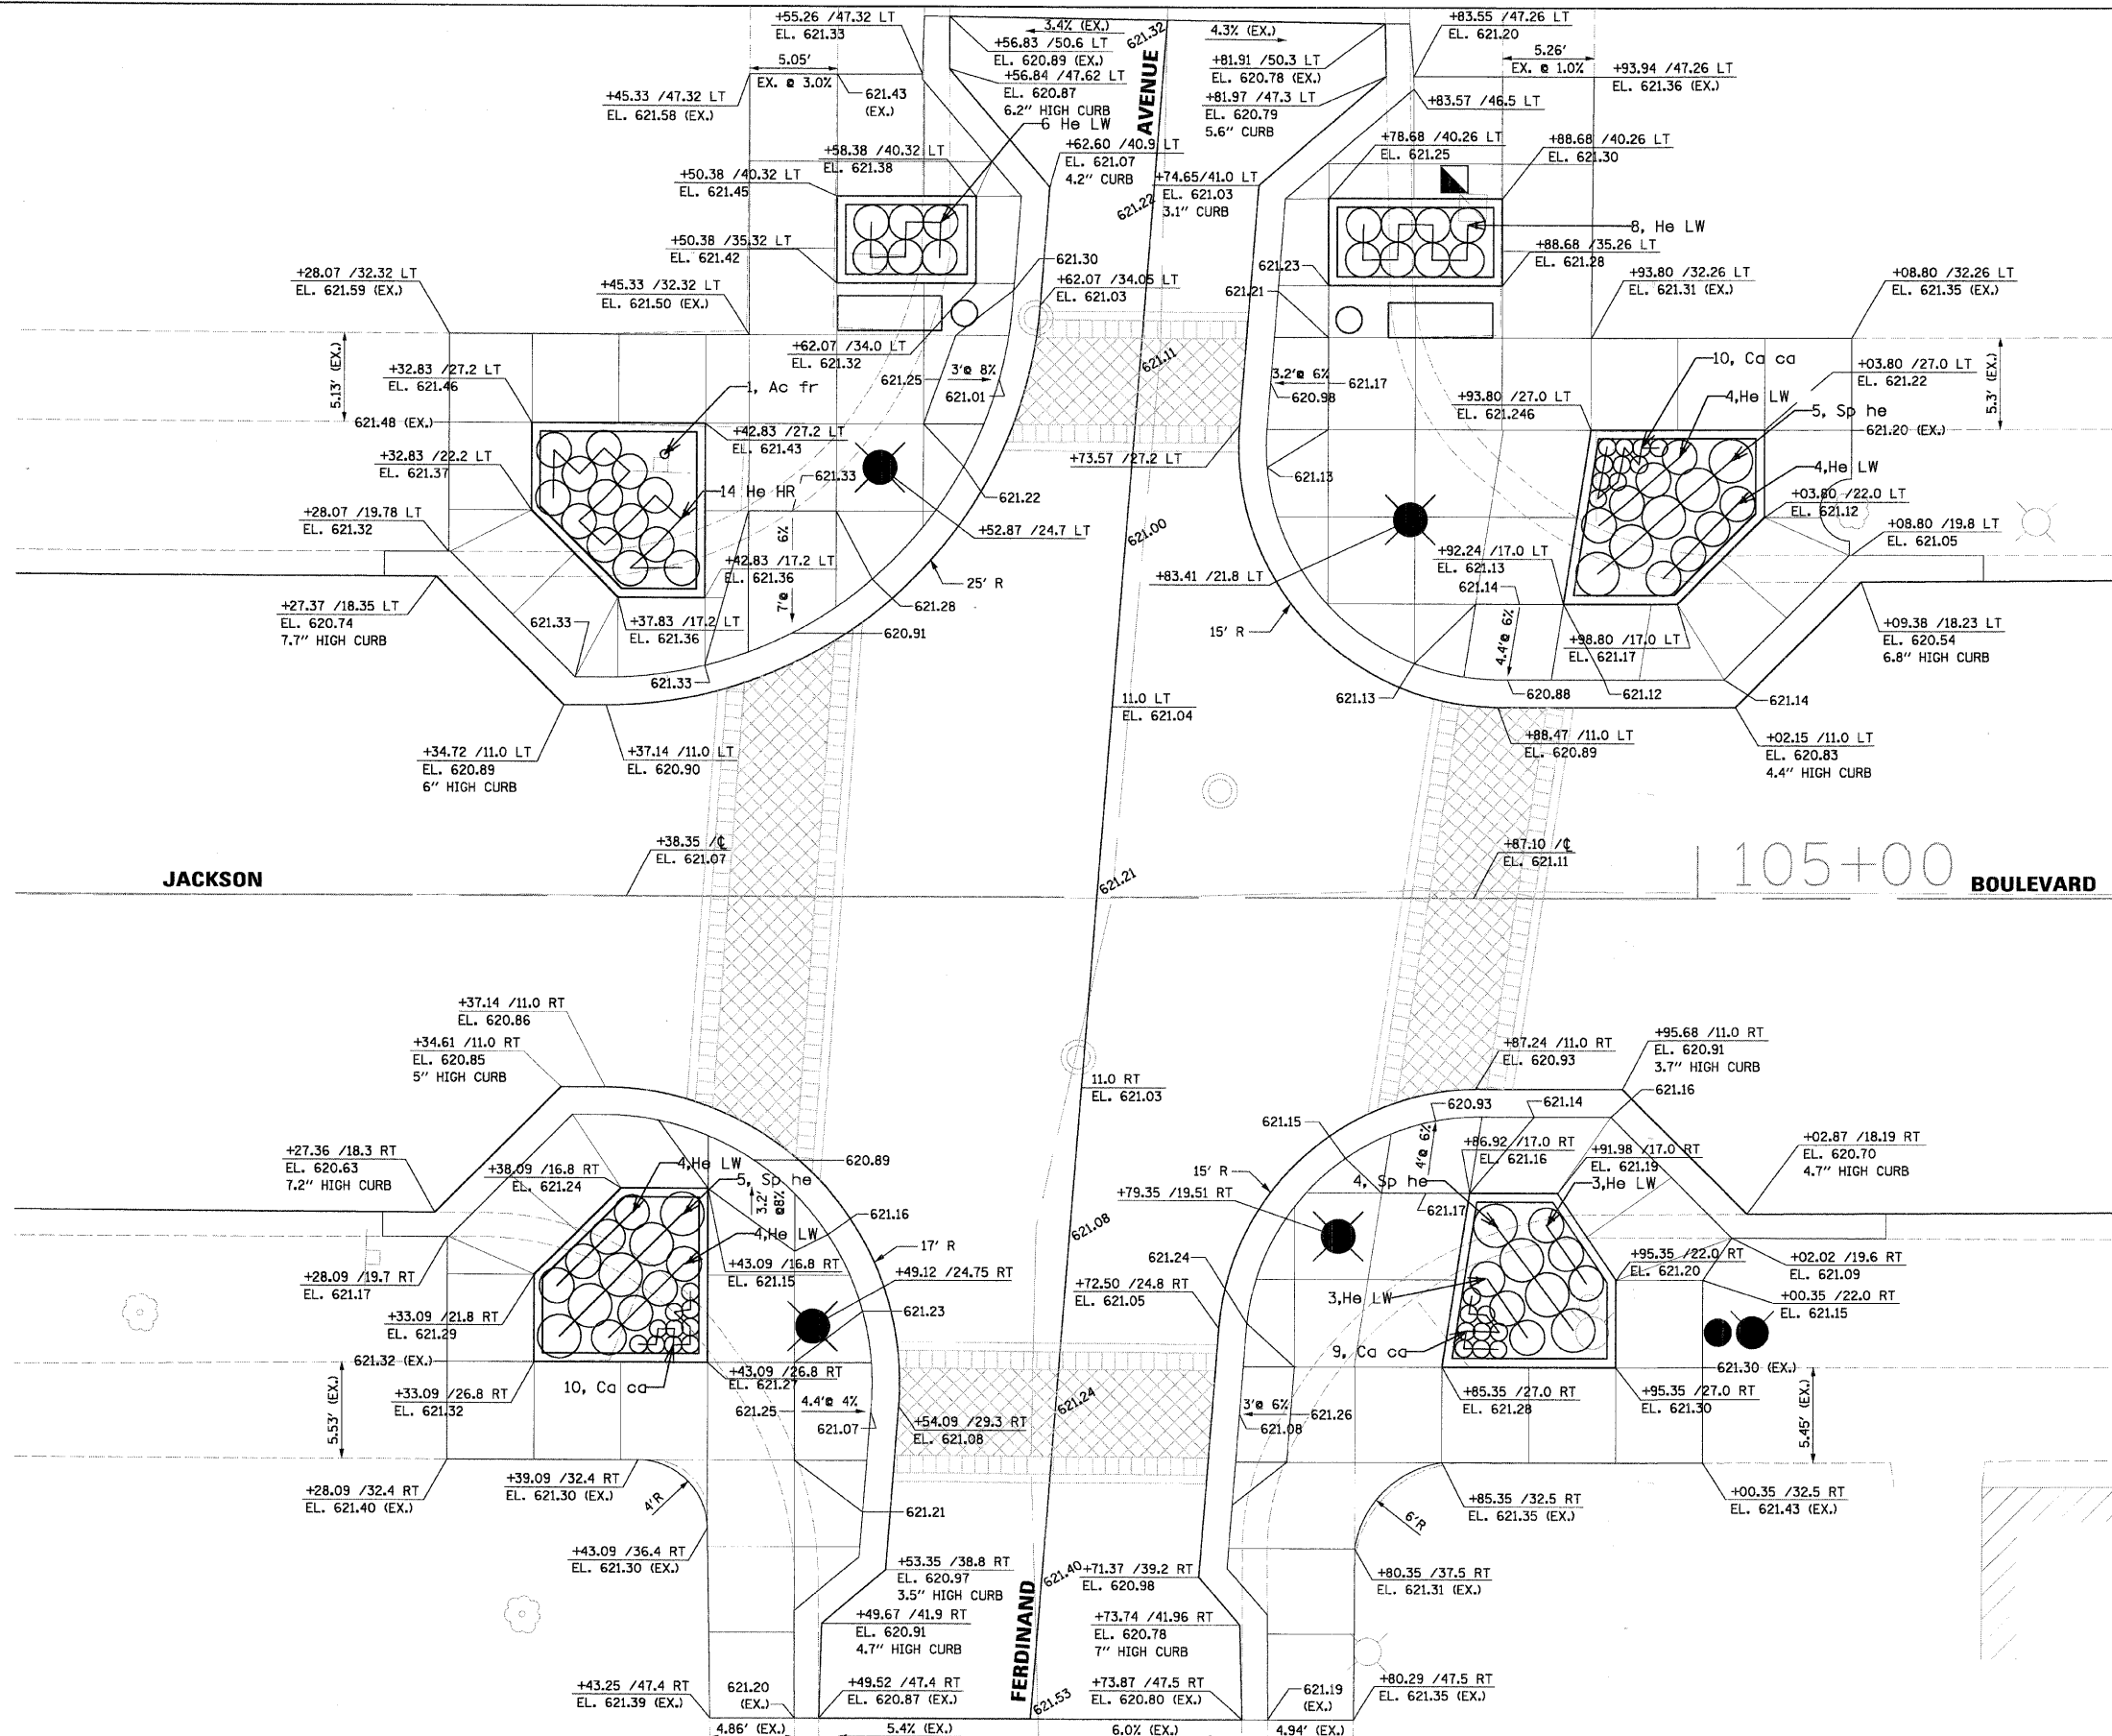 +55.26 /47.32 LT
EL. 621.33
3.4% (EX.)
621.32
4.3% (EX.)
+83.55 /47.26 LT
EL. 621.20
+56.83 /50.6 LT
EL. 620.89 (EX.)
+81.91 /50.3 LT
EL. 620.78 (EX.)
5.05'
EX. @ 3.0%
5.26'
EX. @ 1.0%
+56.84 /47.62 LT
EL. 620.87
6.2" HIGH CURB
AVENUE
+93.94 /47.26 LT
EL. 621.36 (EX.)
+45.33 /47.32 LT
EL. 621.58 (EX.)
621.43
(EX.)
+81.97 /47.3 LT
EL. 620.79
5.6" CURB
+83.57 /46.5 LT
6 He LW
+62.60 /40.9 LT
EL. 621.07
4.2" CURB
+78.68 /40.26 LT
EL. 621.25
+88.68 /40.26 LT
EL. 621.30
+58.38 /40.32 LT
EL. 621.38
+50.38 /40.32 LT
EL. 621.45
+74.65/41.0 LT
EL. 621.03
3.1" CURB
621.22
8, He LW
+50.38 /35.32 LT
EL. 621.42
+88.68 /35.26 LT
EL. 621.28
621.30
621.23
+28.07 /32.32 LT
EL. 621.59 (EX.)
+45.33 /32.32 LT
EL. 621.50 (EX.)
+62.07 /34.05 LT
EL. 621.03
621.21
+93.80 /32.26 LT
EL. 621.31 (EX.)
+08.80 /32.26 LT
EL. 621.35 (EX.)
5.13' (EX.)
+62.07 /34.0 LT
EL. 621.32
621.11
10, Ca ca
+32.83 /27.2 LT
EL. 621.46
1, Ac fr
621.25
3'@ 8%
621.01
3.2'@ 6%
621.17
620.98
+03.80 /27.0 LT
EL. 621.22
5.3' (EX.)
+93.80 /27.0 LT
EL. 621.246
4,He LW
5, Sp he
621.48 (EX.)
+42.83 /27.2 LT
EL. 621.43
621.20 (EX.)
+32.83 /22.2 LT
EL. 621.37
+73.57 /27.2 LT
4,He LW
621.33
621.13
14 He HR
621.22
+03.80 /22.0 LT
EL. 621.12
+28.07 /19.78 LT
EL. 621.32
+52.87 /24.7 LT
621.00
+08.80 /19.8 LT
EL. 621.05
6%
7'@
+42.83 /17.2 LT
EL. 621.36
25' R
+83.41 /21.8 LT
+92.24 /17.0 LT
EL. 621.13
621.14
+27.37 /18.35 LT
EL. 620.74
7.7" HIGH CURB
621.33
+37.83 /17.2 LT
EL. 621.36
621.28
620.91
15' R
4.4'@ 6%
+98.80 /17.0 LT
EL. 621.17
+09.38 /18.23 LT
EL. 620.54
6.8" HIGH CURB
621.33
621.13
620.88
621.12
621.14
11.0 LT
EL. 621.04
+34.72 /11.0 LT
EL. 620.89
6" HIGH CURB
+37.14 /11.0 LT
EL. 620.90
+88.47 /11.0 LT
EL. 620.89
+02.15 /11.0 LT
EL. 620.83
4.4" HIGH CURB
+38.35 /℄
EL. 621.07
+87.10 /℄
EL. 621.11
JACKSON
621.21
105+00
BOULEVARD
+37.14 /11.0 RT
EL. 620.86
+34.61 /11.0 RT
EL. 620.85
5" HIGH CURB
+87.24 /11.0 RT
EL. 620.93
+95.68 /11.0 RT
EL. 620.91
3.7" HIGH CURB
11.0 RT
EL. 621.03
621.16
620.93
621.14
621.15
+27.36 /18.3 RT
EL. 620.63
7.2" HIGH CURB
+38.09 /16.8 RT
EL. 621.24
4,He LW
5, Sp he
620.89
4'@ 6%
+86.92 /17.0 RT
EL. 621.16
+91.98 /17.0 RT
EL. 621.19
+02.87 /18.19 RT
EL. 620.70
4.7" HIGH CURB
15' R
4, Sp he
3,He LW
+79.35 /19.51 RT
3.2'
@8%
621.16
621.17
4,He LW
17' R
621.08
+28.09 /19.7 RT
EL. 621.17
+43.09 /16.8 RT
EL. 621.15
+49.12 /24.75 RT
621.24
+95.35 /22.0 RT
EL. 621.20
+02.02 /19.6 RT
EL. 621.09
+72.50 /24.8 RT
EL. 621.05
3,He LW
+00.35 /22.0 RT
EL. 621.15
+33.09 /21.8 RT
EL. 621.29
621.23
621.32 (EX.)
9, Ca ca
621.30 (EX.)
+33.09 /26.8 RT
EL. 621.32
10, Ca ca
+43.09 /26.8 RT
EL. 621.27
5.53' (EX.)
621.25
4.4'@ 4%
621.07
+54.09 /29.3 RT
EL. 621.08
621.24
3'@ 6%
621.26
621.08
+85.35 /27.0 RT
EL. 621.28
+95.35 /27.0 RT
EL. 621.30
5.45' (EX.)
+28.09 /32.4 RT
EL. 621.40 (EX.)
+39.09 /32.4 RT
EL. 621.30 (EX.)
4'R
621.21
6'R
+85.35 /32.5 RT
EL. 621.35 (EX.)
+00.35 /32.5 RT
EL. 621.43 (EX.)
+43.09 /36.4 RT
EL. 621.30 (EX.)
+53.35 /38.8 RT
EL. 620.97
3.5" HIGH CURB
621.40
+71.37 /39.2 RT
EL. 620.98
+80.35 /37.5 RT
EL. 621.31 (EX.)
FERDINAND
+49.67 /41.9 RT
EL. 620.91
4.7" HIGH CURB
+73.74 /41.96 RT
EL. 620.78
7" HIGH CURB
+43.25 /47.4 RT
EL. 621.39 (EX.)
621.20
(EX.)
+49.52 /47.4 RT
EL. 620.87 (EX.)
621.53
+73.87 /47.5 RT
EL. 620.80 (EX.)
621.19
(EX.)
+80.29 /47.5 RT
EL. 621.35 (EX.)
4.86' (EX.)
5.4% (EX.)
6.0% (EX.)
4.94' (EX.)